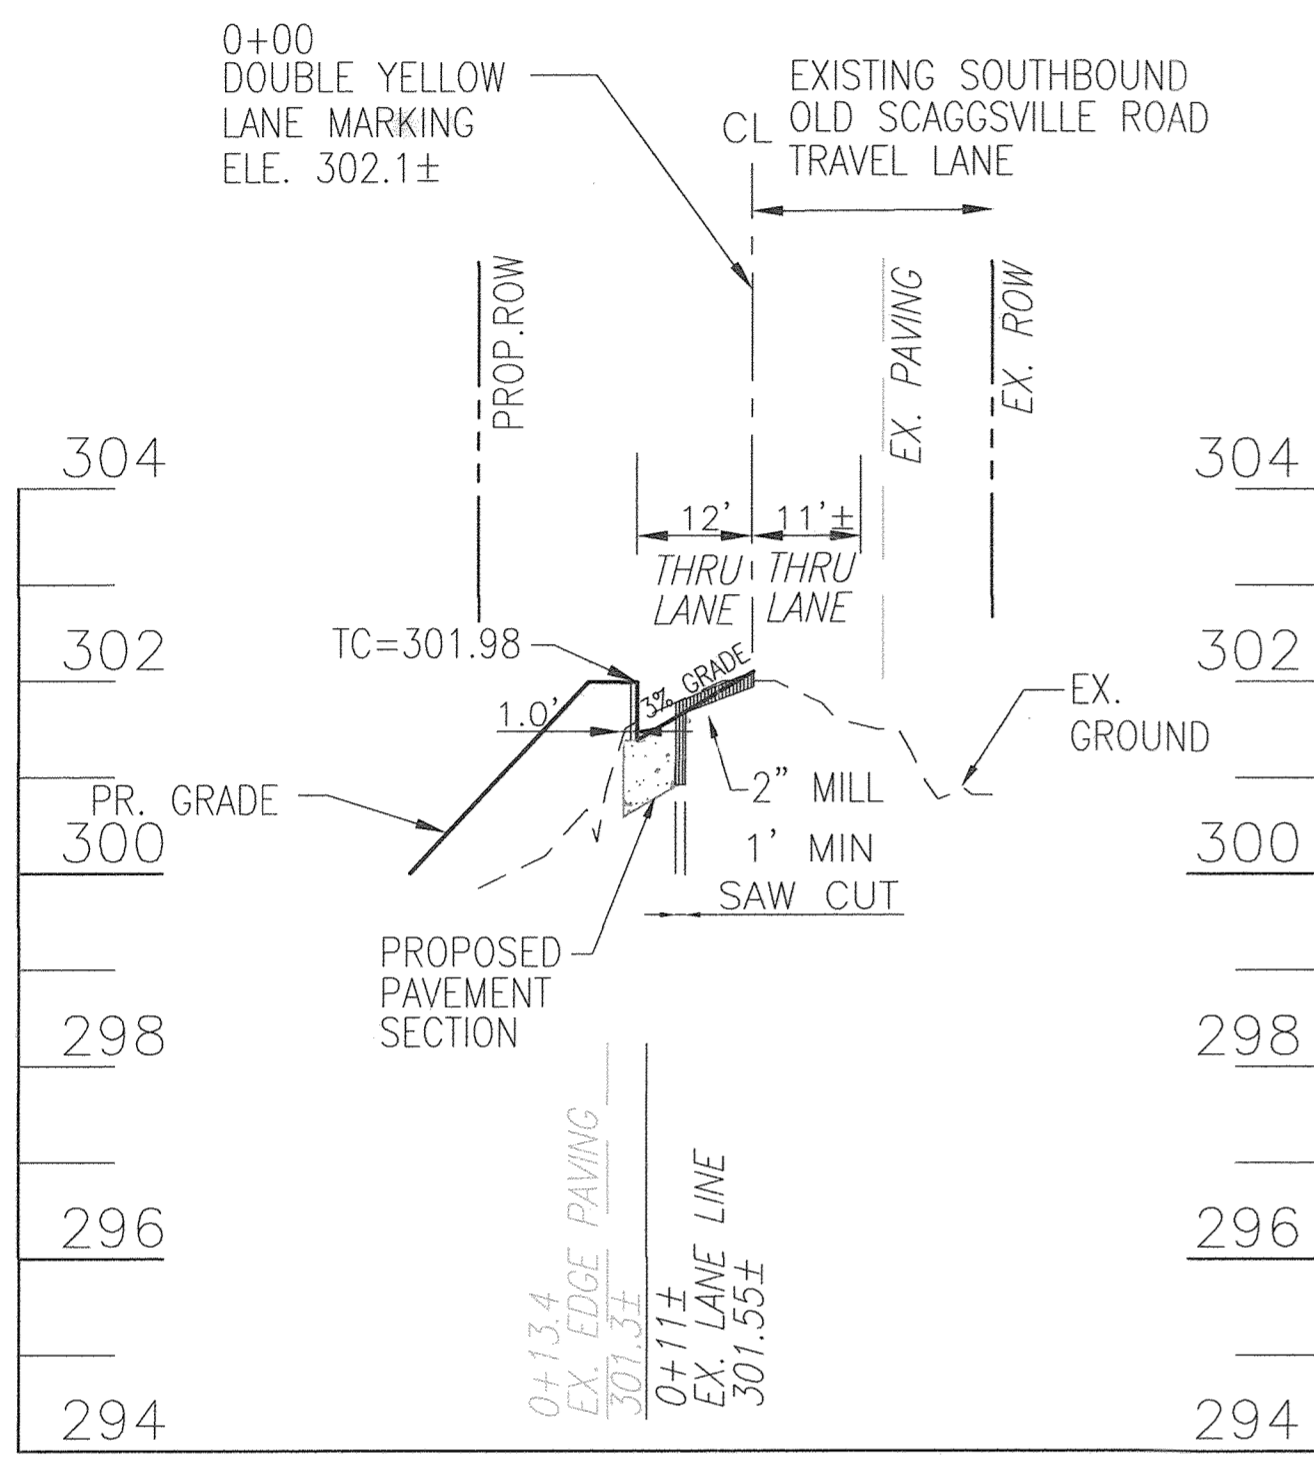 0+00
DOUBLE YELLOW
LANE MARKING
ELE. 302.1±
EXISTING SOUTHBOUND
CL OLD SCAGGSVILLE ROAD
TRAVEL LANE
PROP.ROW
EX. PAVING
EX. ROW
304
304
12'
11'±
THRU
LANE
THRU
LANE
302
TC=301.98
302
3% GRADE
1.0'
EX.
GROUND
PR. GRADE
2" MILL
300
1' MIN
SAW CUT
300
PROPOSED
PAVEMENT
SECTION
298
298
0+13.4
EX. EDGE PAVING
301.3±
0+11±
EX. LANE LINE
301.55±
296
296
294
294